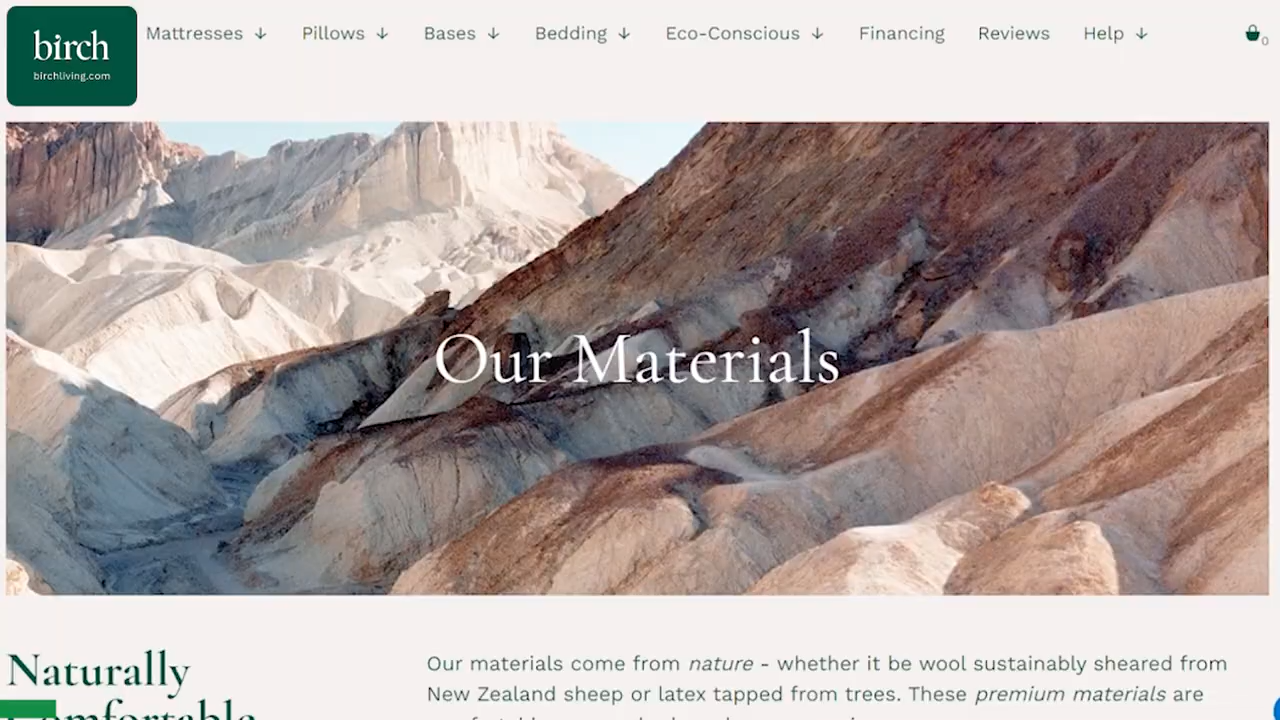 birch
birchliving.com
Mattresses ↓ Pillows ↓ Bases ↓ Bedding ↓ Eco-Conscious ↓ Financing Reviews Help ↓ 0
Our Materials
Naturally
Comfortable
Our materials come from nature - whether it be wool sustainably sheared from
New Zealand sheep or latex tapped from trees. These premium materials are